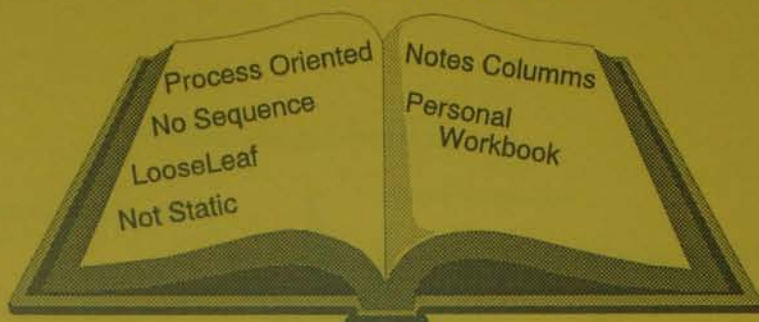 Process Oriented
No Sequence
LooseLeaf
Not Static
Notes Columms
Personal
Workbook